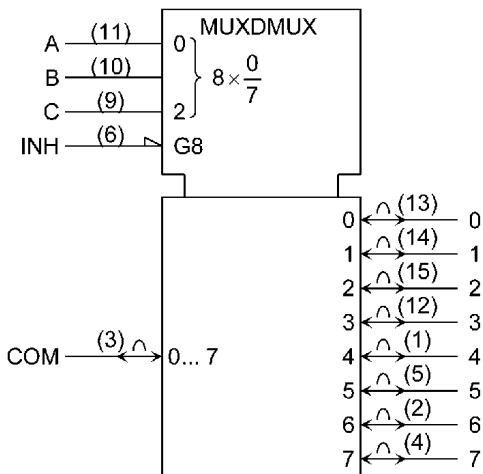 MUXDMUX
A (11) 0
B (10)
C (9) 2
8 × 0/7
INH (6) G8
0 (13) 0
1 (14) 1
2 (15) 2
3 (12) 3
COM (3) 0... 7
4 (1) 4
5 (5) 5
6 (2) 6
7 (4) 7